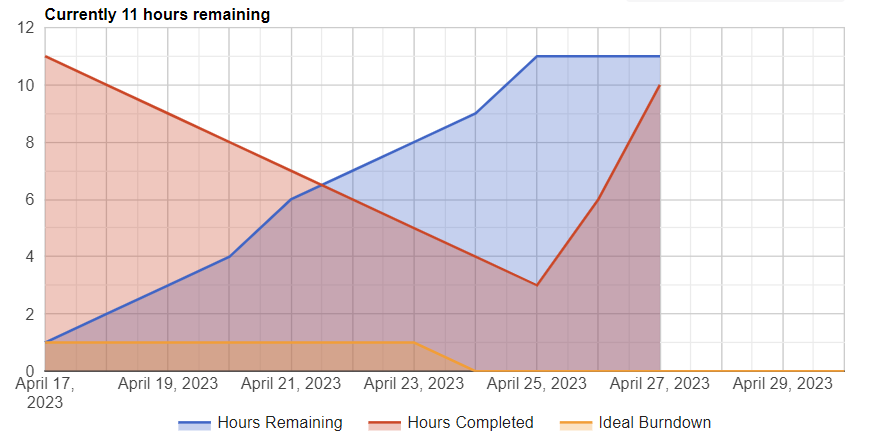 Currently 11 hours remaining
12
10
8
6
4
2
0
April 17, 2023
April 19, 2023
April 21, 2023
April 23, 2023
April 25, 2023
April 27, 2023
April 29, 2023
Hours Remaining
Hours Completed
Ideal Burndown